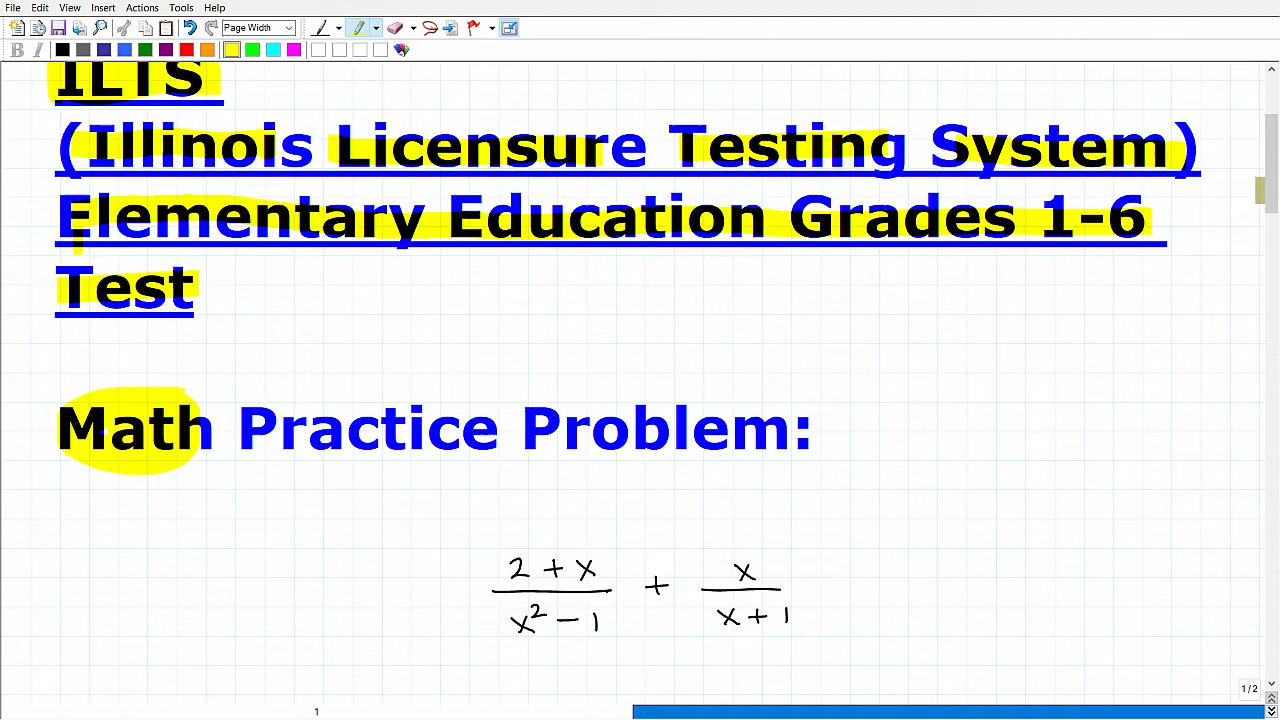 File Edit View Insert Actions Tools Help
Page Width
B I
ILTS
(Illinois Licensure Testing System)
Elementary Education Grades 1-6
Test
Math Practice Problem:
2 + x x
+
x² - 1 x + 1
1/2
1